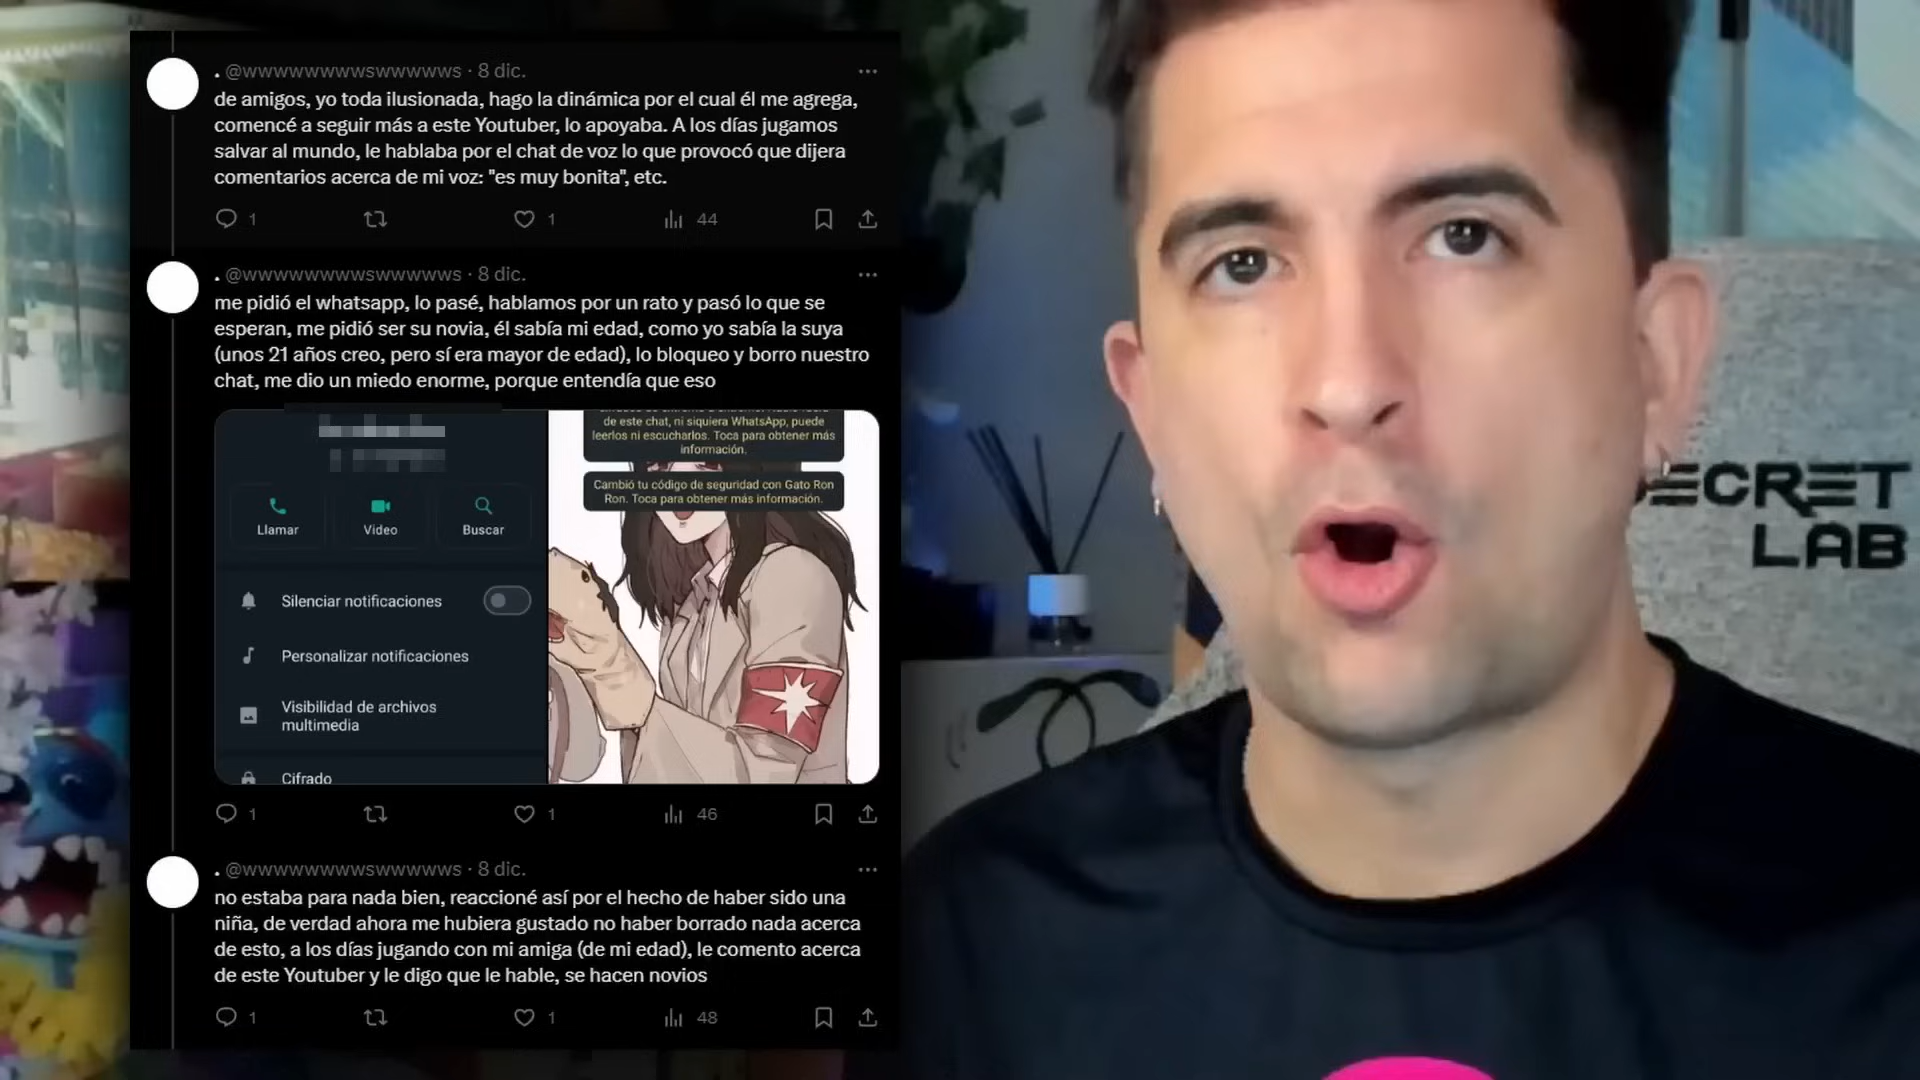 . @wwwwwwwwswwwwws · 8 dic.
de amigos, yo toda ilusionada, hago la dinámica por el cual él me agrega,
comencé a seguir más a este Youtuber, lo apoyaba. A los días jugamos
salvar al mundo, le hablaba por el chat de voz lo que provocó que dijera
comentarios acerca de mi voz: "es muy bonita", etc.
1 1 44
. @wwwwwwwwswwwwws · 8 dic.
me pidió el whatsapp, lo pasé, hablamos por un rato y pasó lo que se
esperan, me pidió ser su novia, él sabía mi edad, como yo sabía la suya
(unos 21 años creo, pero sí era mayor de edad), lo bloqueo y borro nuestro
chat, me dio un miedo enorme, porque entendía que eso
Llamar Video Buscar
Silenciar notificaciones
Personalizar notificaciones
Visibilidad de archivos
multimedia
Cifrado
de este chat, ni siquiera WhatsApp, puede
leerlos ni escucharlos. Toca para obtener más
información.
Cambió tu código de seguridad con Gato Ron
Ron. Toca para obtener más información.
1 1 46
. @wwwwwwwwswwwwws · 8 dic.
no estaba para nada bien, reaccioné así por el hecho de haber sido una
niña, de verdad ahora me hubiera gustado no haber borrado nada acerca
de esto, a los días jugando con mi amiga (de mi edad), le comento acerca
de este Youtuber y le digo que le hable, se hacen novios
1 1 48
SECRET
LAB